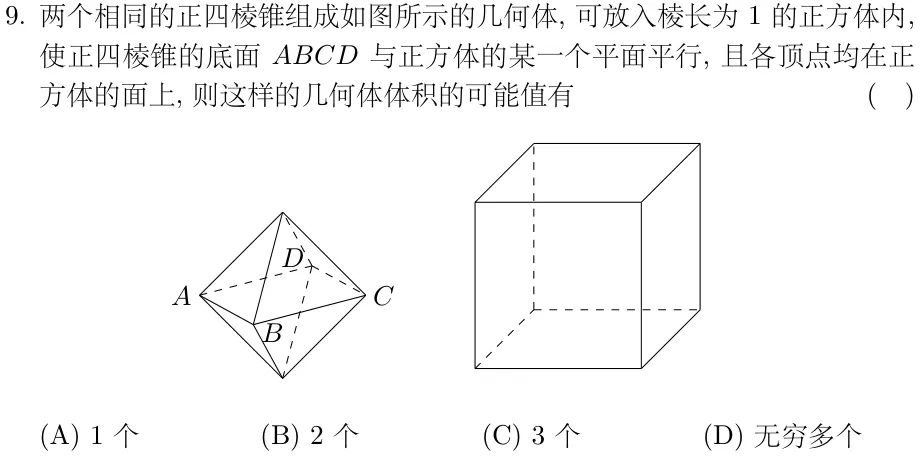 9. 两个相同的正四棱锥组成如图所示的几何体, 可放入棱长为 1 的正方体内,
使正四棱锥的底面 ABCD 与正方体的某一个平面平行, 且各顶点均在正
方体的面上, 则这样的几何体体积的可能值有 ( )
D
A
C
B
(A) 1 个 (B) 2 个 (C) 3 个 (D) 无穷多个